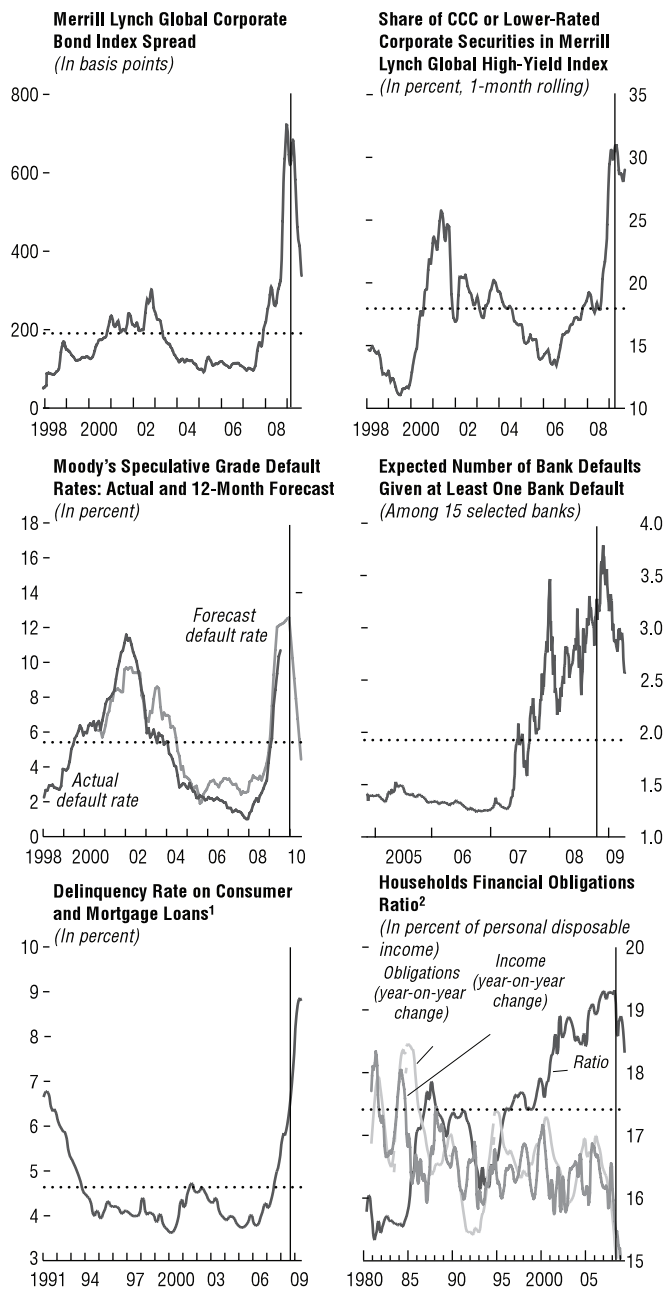 Merrill Lynch Global Corporate
Bond Index Spread
(In basis points)
800
600
400
200
0
1998 2000 02 04 06 08
Share of CCC or Lower-Rated
Corporate Securities in Merrill
Lynch Global High-Yield Index
(In percent, 1-month rolling)
35
30
25
20
15
10
1998 2000 02 04 06 08
Moody's Speculative Grade Default
Rates: Actual and 12-Month Forecast
(In percent)
18
16
14
12
10
8
6
4
2
0
Forecast
default rate
Actual
default rate
1998 2000 02 04 06 08 10
Expected Number of Bank Defaults
Given at Least One Bank Default
(Among 15 selected banks)
4.0
3.5
3.0
2.5
2.0
1.5
1.0
2005 06 07 08 09
Delinquency Rate on Consumer
and Mortgage Loans1
(In percent)
10
9
8
7
6
5
4
3
1991 94 97 2000 03 06 09
Households Financial Obligations
Ratio2
(In percent of personal disposable
income)
Obligations
(year-on-year
change)
Income
(year-on-year
change)
Ratio
20
19
18
17
16
15
1980 85 90 95 2000 05